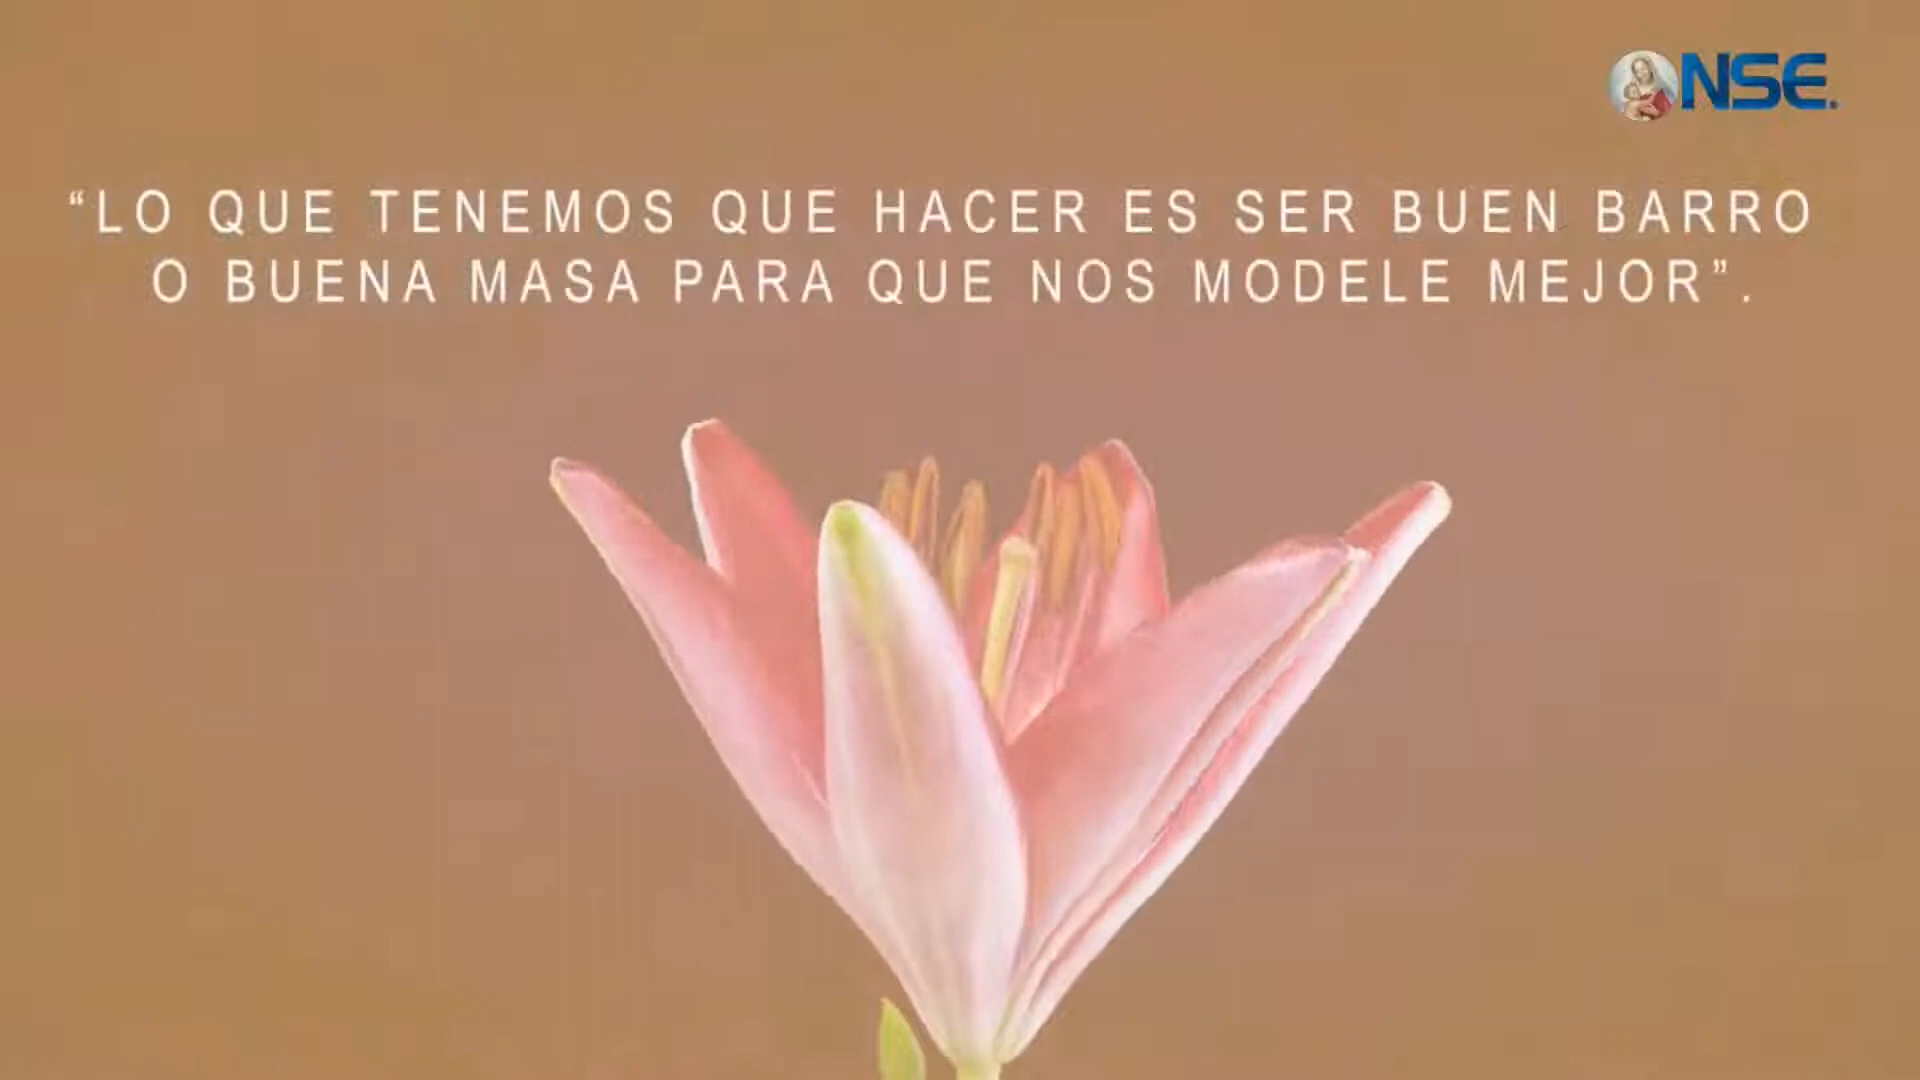 NSE
“LO QUE TENEMOS QUE HACER ES SER BUEN BARRO
O BUENA MASA PARA QUE NOS MODELE MEJOR”.